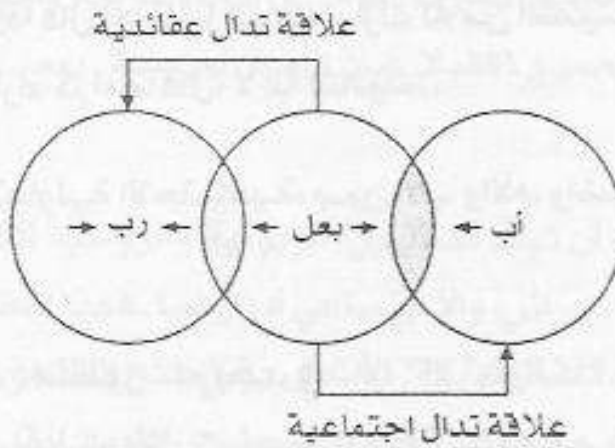 علاقة تدال عقائدية
أب
بعل
رب
علاقة تدال اجتماعية